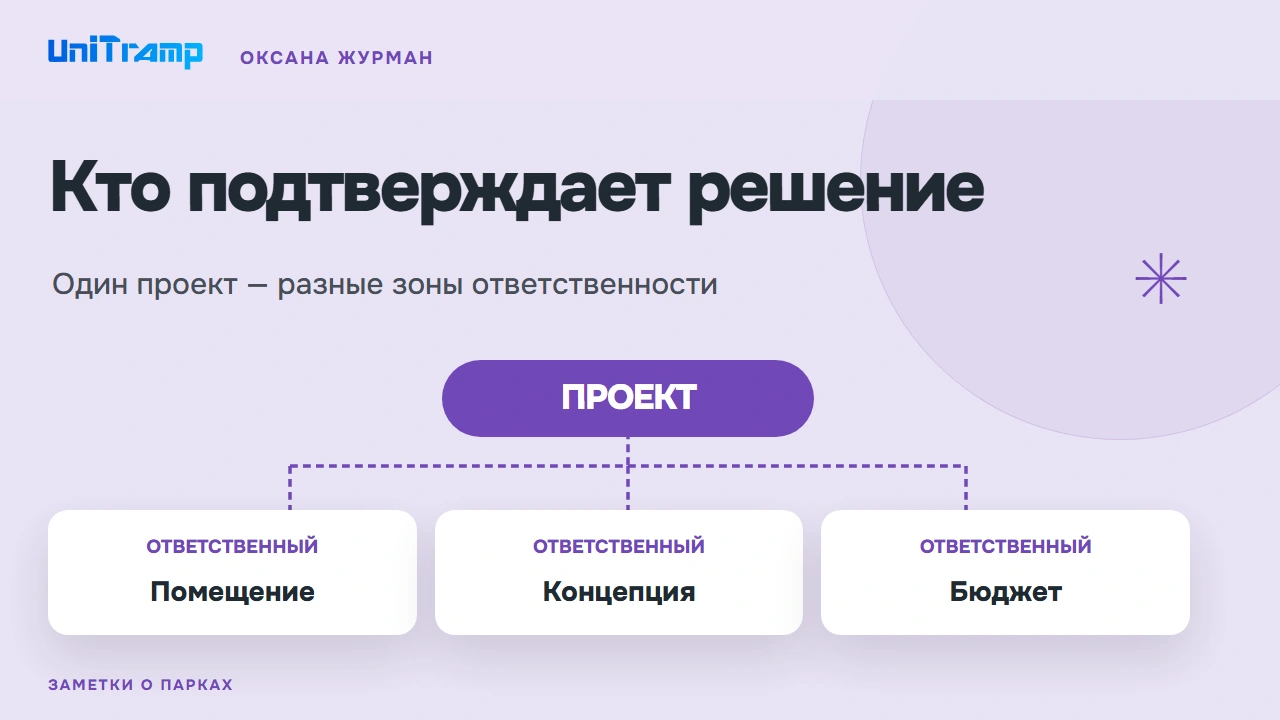 UniTramp
ОКСАНА ЖУРМАН
Кто подтверждает решение
Один проект — разные зоны ответственности
ПРОЕКТ
ОТВЕТСТВЕННЫЙ
Помещение
ОТВЕТСТВЕННЫЙ
Концепция
ОТВЕТСТВЕННЫЙ
Бюджет
ЗАМЕТКИ О ПАРКАХ